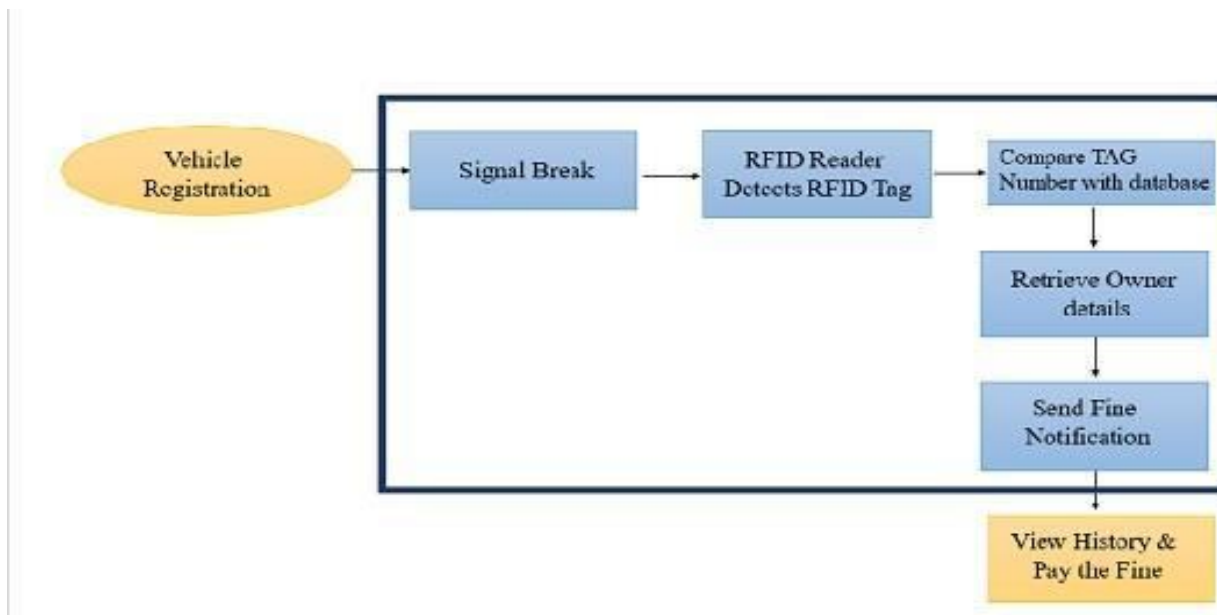 Vehicle
Registration
Signal Break
RFID Reader
Detects RFID Tag
Compare TAG
Number with database
Retrieve Owner
details
Send Fine
Notification
View History &
Pay the Fine